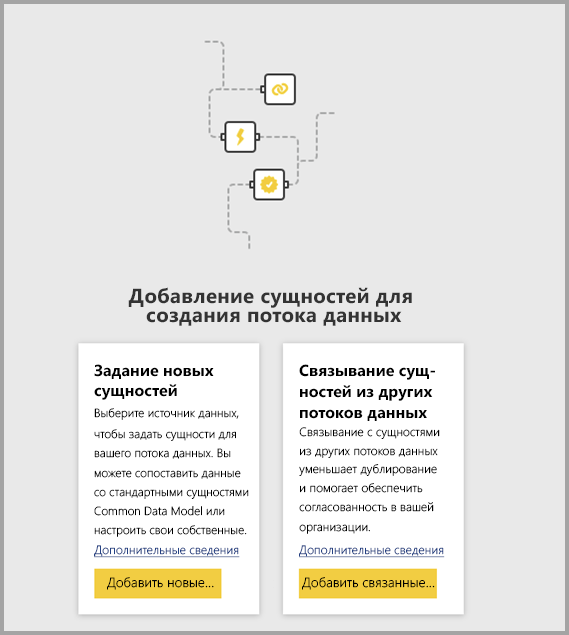 Добавление сущностей для
создания потока данных
Задание новых
сущностей
Выберите источник данных,
чтобы задать сущности для
вашего потока данных. Вы
можете сопоставить данные
со стандартными сущностями
Common Data Model или
настроить свои собственные.
Дополнительные сведения
Добавить новые...
Связывание сущ-
ностей из других
потоков данных
Связывание с сущностями
из других потоков данных
уменьшает дублирование
и помогает обеспечить
согласованность в вашей
организации.
Дополнительные сведения
Добавить связанные...